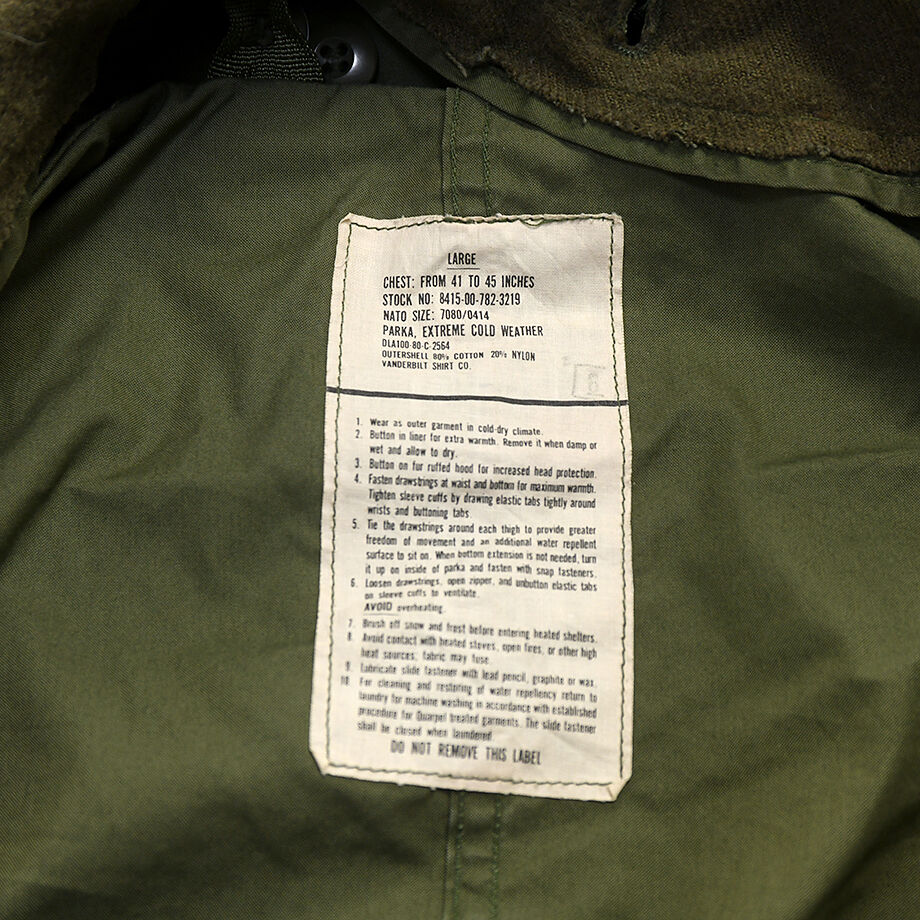 LARGE
CHEST: FROM 41 TO 45 INCHES
STOCK NO: 8415-00-782-3219
NATO SIZE: 7080/0414
PARKA, EXTREME COLD WEATHER
DLA100-80-C-2564
OUTERSHELL 80% COTTON 20% NYLON
VANDERBILT SHIRT CO.
1. Wear as outer garment in cold-dry climate.
2. Button in liner for extra warmth. Remove it when damp or
wet and allow to dry.
3. Button on fur ruffed hood for increased head protection.
4. Fasten drawstrings at waist and bottom for maximum warmth.
Tighten sleeve cuffs by drawing elastic tabs tightly around
wrists and buttoning tabs.
5. Tie the drawstrings around each thigh to provide greater
freedom of movement and an additional water repellent
surface to sit on. When bottom extension is not needed, turn
it up on inside of parka and fasten with snap fasteners.
6. Loosen drawstrings, open zipper, and unbutton elastic tabs
on sleeve cuffs to ventilate.
AVOID overheating.
7. Brush off snow and frost before entering heated shelters.
8. Avoid contact with heated stoves, open fires, or other high
heat sources; fabric may fuse.
9. Lubricate slide fastener with lead pencil, graphite or wax.
10. For cleaning and restoring of water repellency return to
laundry for machine washing in accordance with established
procedure for Quarpel treated garments. The slide fastener
shall be closed when laundered.
DO NOT REMOVE THIS LABEL